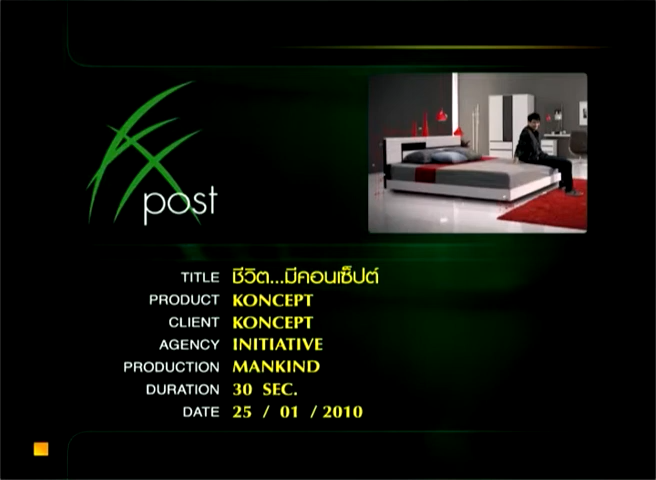 FX
post
TITLE ชีวิต...มีคอนเซ็ปต์
PRODUCT KONCEPT
CLIENT KONCEPT
AGENCY INITIATIVE
PRODUCTION MANKIND
DURATION 30 SEC.
DATE 25 / 01 / 2010